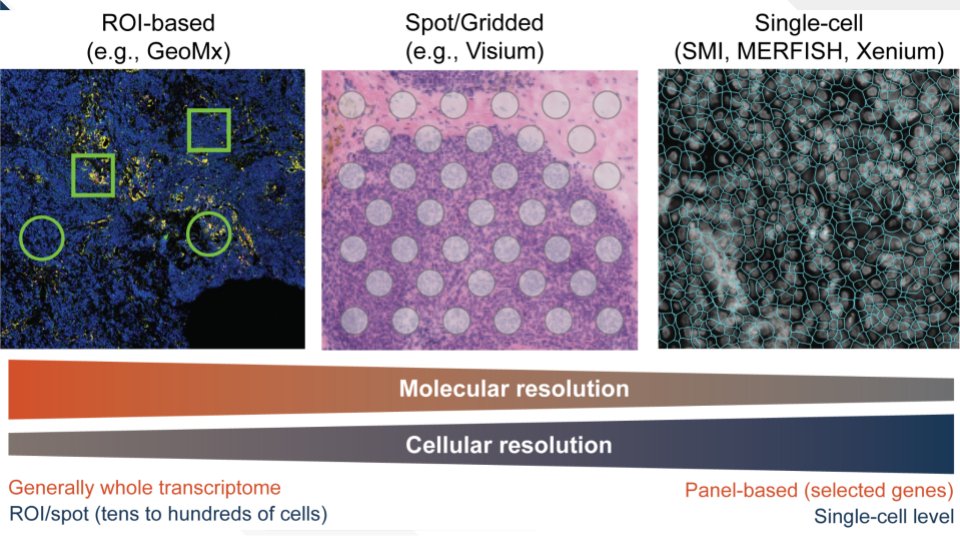 ROI-based
(e.g., GeoMx)
Spot/Gridded
(e.g., Visium)
Single-cell
(SMI, MERFISH, Xenium)
Molecular resolution
Cellular resolution
Generally whole transcriptome
ROI/spot (tens to hundreds of cells)
Panel-based (selected genes)
Single-cell level